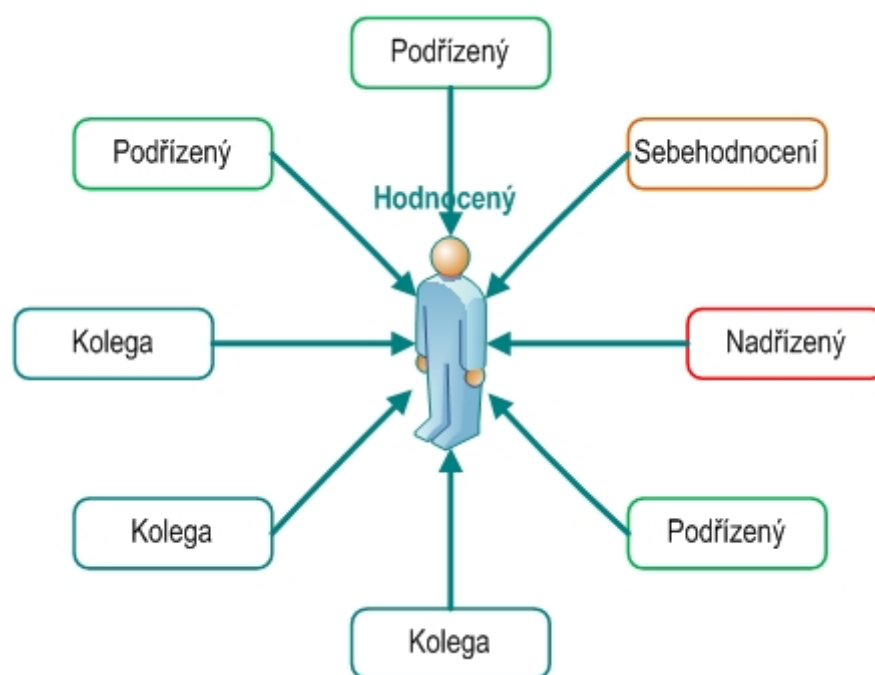 Podřízený
Podřízený
Sebehodnocení
Hodnocený
Kolega
Nadřízený
Kolega
Podřízený
Kolega